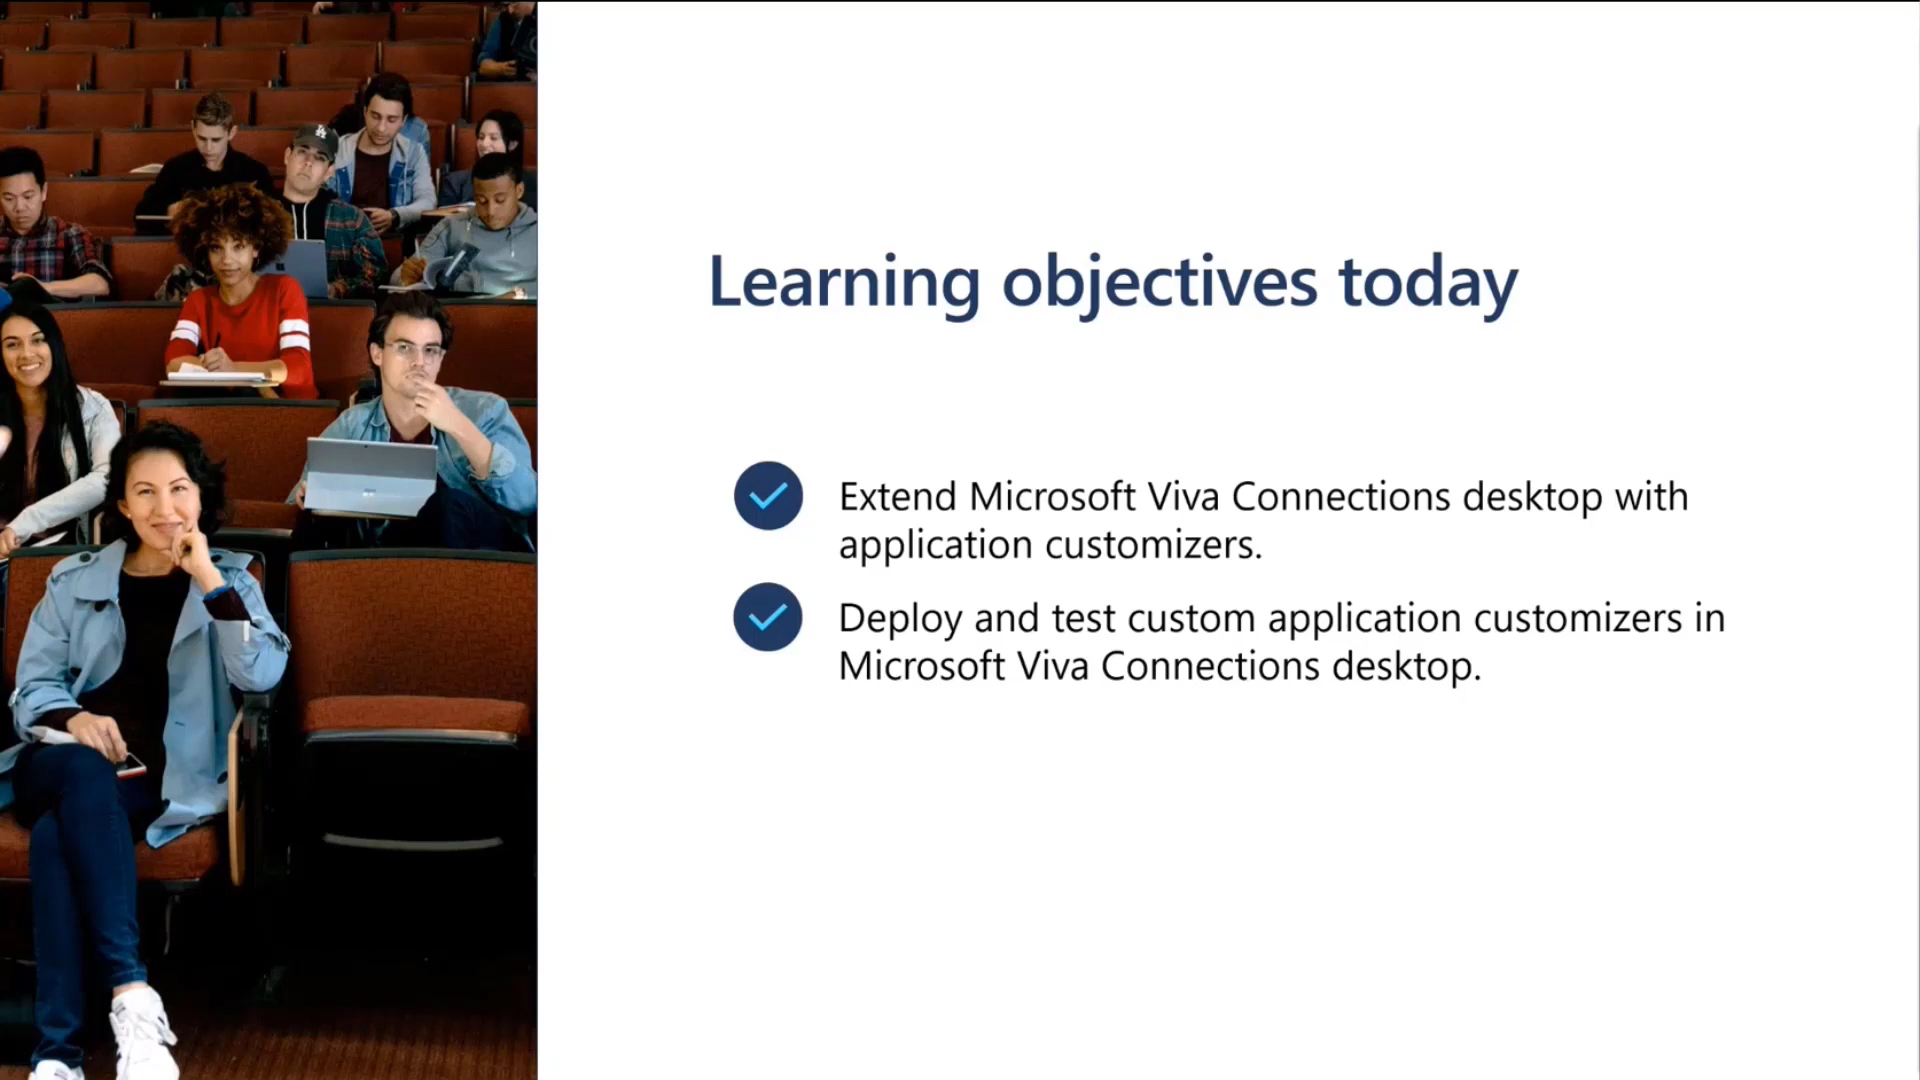 Learning objectives today
Extend Microsoft Viva Connections desktop with
application customizers.
Deploy and test custom application customizers in
Microsoft Viva Connections desktop.